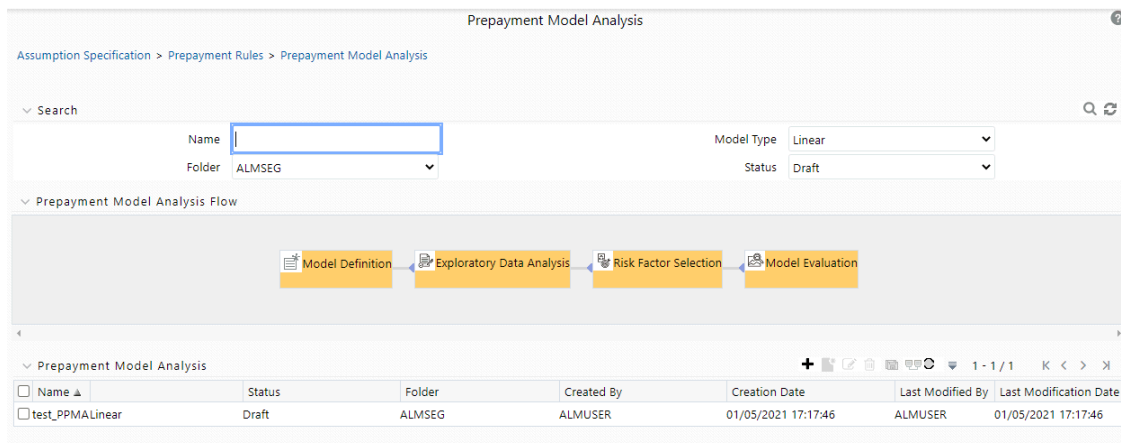 Prepayment Model Analysis
?
Assumption Specification > Prepayment Rules > Prepayment Model Analysis
Search
Name
Model Type Linear
Folder ALMSEG
Status Draft
Prepayment Model Analysis Flow
Model Definition Exploratory Data Analysis Risk Factor Selection Model Evaluation
Prepayment Model Analysis 1 - 1 / 1
Name Status Folder Created By Creation Date Last Modified By Last Modification Date
test_PPMALinear Draft ALMSEG ALMUSER 01/05/2021 17:17:46 ALMUSER 01/05/2021 17:17:46